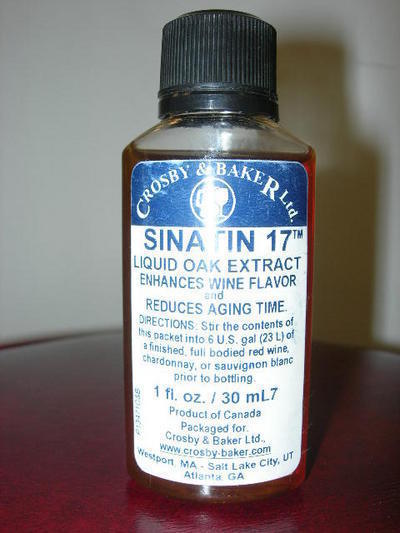 CROSBY & BAKER Ltd.
SINATIN 17™
LIQUID OAK EXTRACT
ENHANCES WINE FLAVOR
and
REDUCES AGING TIME.
DIRECTIONS: Stir the contents of
this packet into 6 U.S. gal (23 L) of
a finished, full bodied red wine,
chardonnay, or sauvignon blanc
prior to bottling.
1 fl. oz. / 30 mL7
Product of Canada
Packaged for:
Crosby & Baker Ltd.,
www.crosby-baker.com
Westport, MA - Salt Lake City, UT
Atlanta, GA